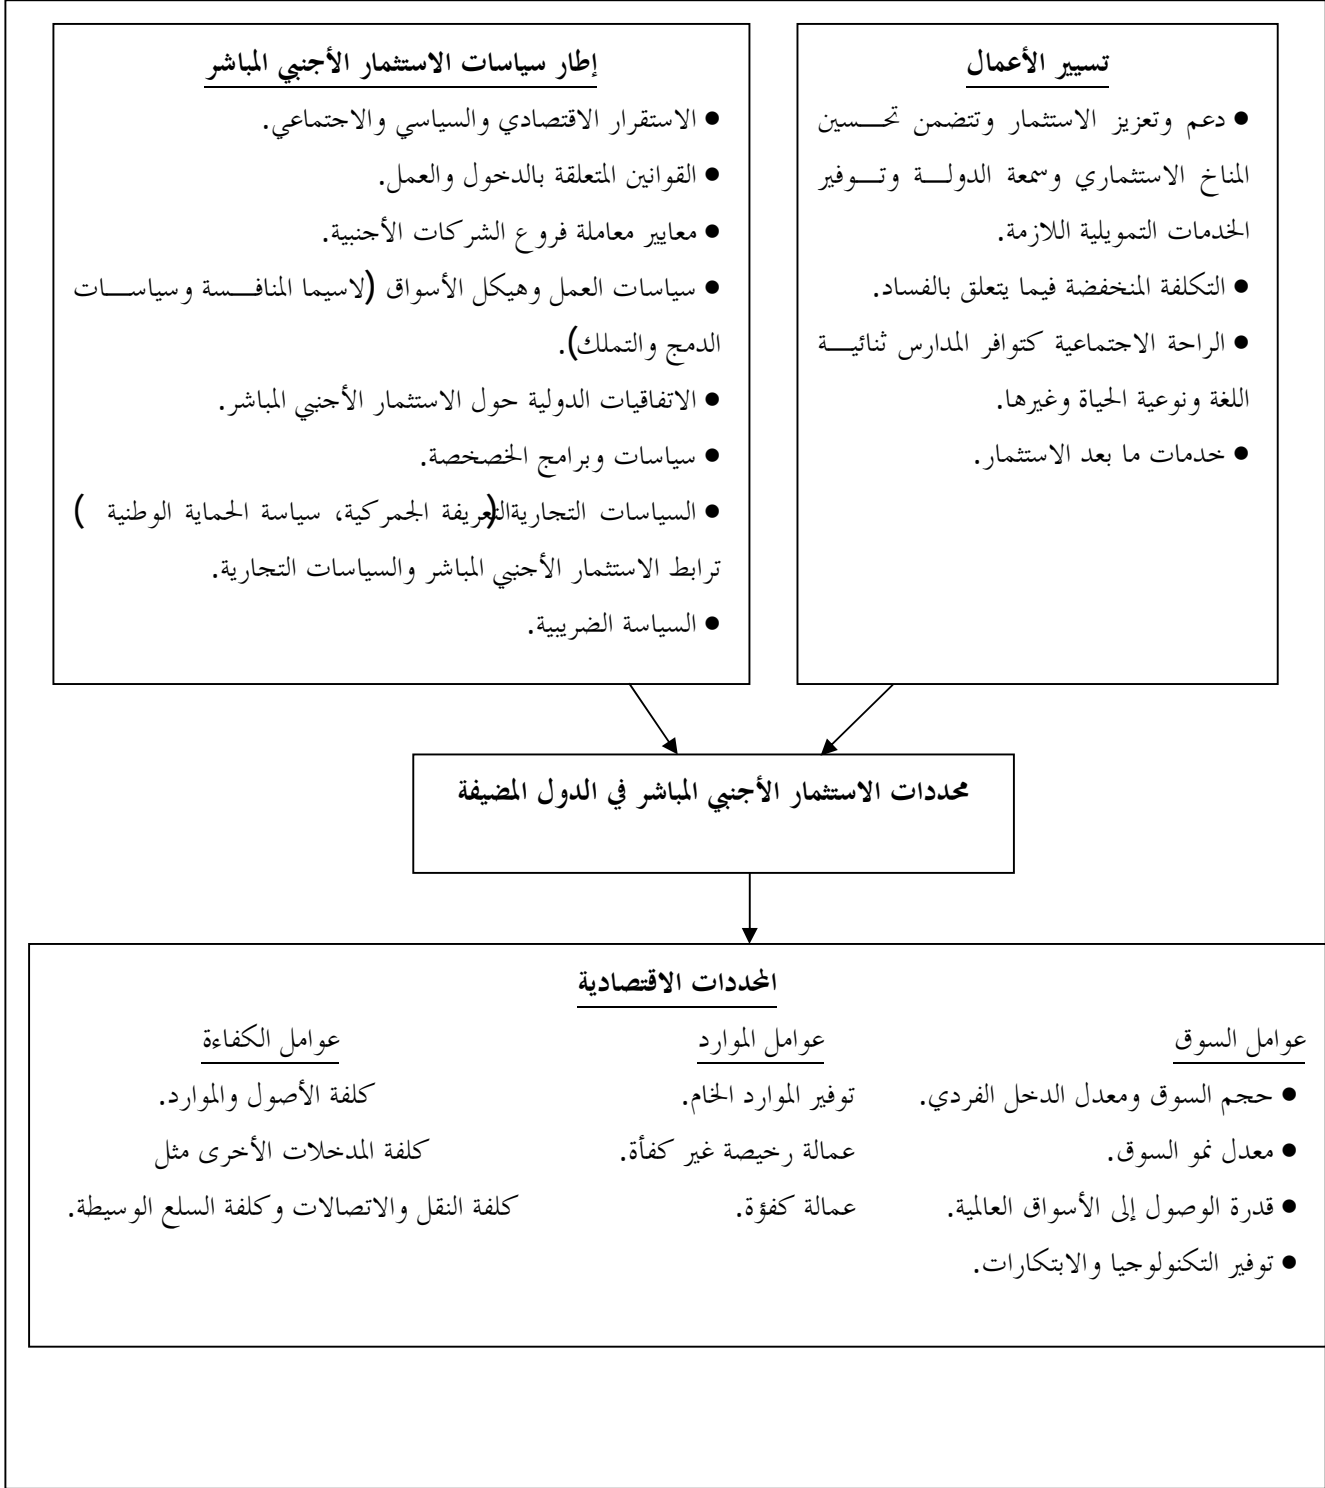 تسيير الأعمال
● دعم وتعزيز الاستثمار وتتضمن تحسين
المناخ الاستثماري وسمعة الدولة وتوفير
الخدمات التمويلية اللازمة.
● التكلفة المنخفضة فيما يتعلق بالفساد.
● الراحة الاجتماعية كتوافر المدارس ثنائية
اللغة ونوعية الحياة وغيرها.
● خدمات ما بعد الاستثمار.
إطار سياسات الاستثمار الأجنبي المباشر
● الاستقرار الاقتصادي والسياسي والاجتماعي.
● القوانين المتعلقة بالدخول والعمل.
● معايير معاملة فروع الشركات الأجنبية.
● سياسات العمل وهيكل الأسواق (لاسيما المنافسة وسياسات
الدمج والتملك).
● الاتفاقيات الدولية حول الاستثمار الأجنبي المباشر.
● سياسات وبرامج الخصخصة.
● السياسات التجارية (التعريفة الجمركية، سياسة الحماية الوطنية )
ترابط الاستثمار الأجنبي المباشر والسياسات التجارية.
● السياسة الضريبية.
محددات الاستثمار الأجنبي المباشر في الدول المضيفة
المحددات الاقتصادية
عوامل السوق
● حجم السوق ومعدل الدخل الفردي.
● معدل نمو السوق.
● قدرة الوصول إلى الأسواق العالمية.
● توفير التكنولوجيا والابتكارات.
عوامل الموارد
توفير الموارد الخام.
عمالة رخيصة غير كفأة.
عمالة كفؤة.
عوامل الكفاءة
كلفة الأصول والموارد.
كلفة المدخلات الأخرى مثل
كلفة النقل والاتصالات وكلفة السلع الوسيطة.